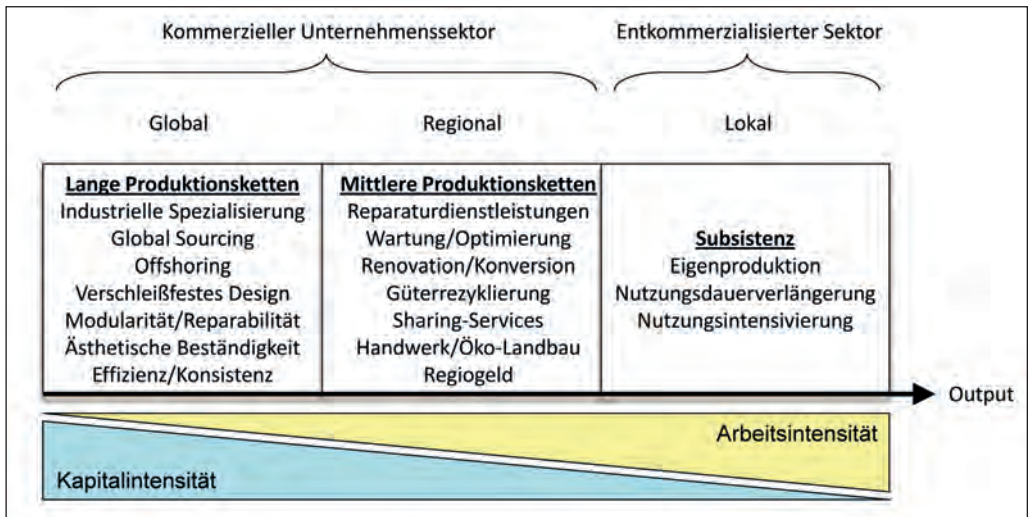 Kommerzieller Unternehmenssektor
Entkommerzialisierter Sektor
Global
Regional
Lokal
Lange Produktionsketten
Industrielle Spezialisierung
Global Sourcing
Offshoring
Verschleißfestes Design
Modularität/Reparabilität
Ästhetische Beständigkeit
Effizienz/Konsistenz
Mittlere Produktionsketten
Reparaturdienstleistungen
Wartung/Optimierung
Renovation/Konversion
Güterrezyklierung
Sharing-Services
Handwerk/Öko-Landbau
Regiogeld
Subsistenz
Eigenproduktion
Nutzungsdauerverlängerung
Nutzungsintensivierung
Output
Arbeitsintensität
Kapitalintensität